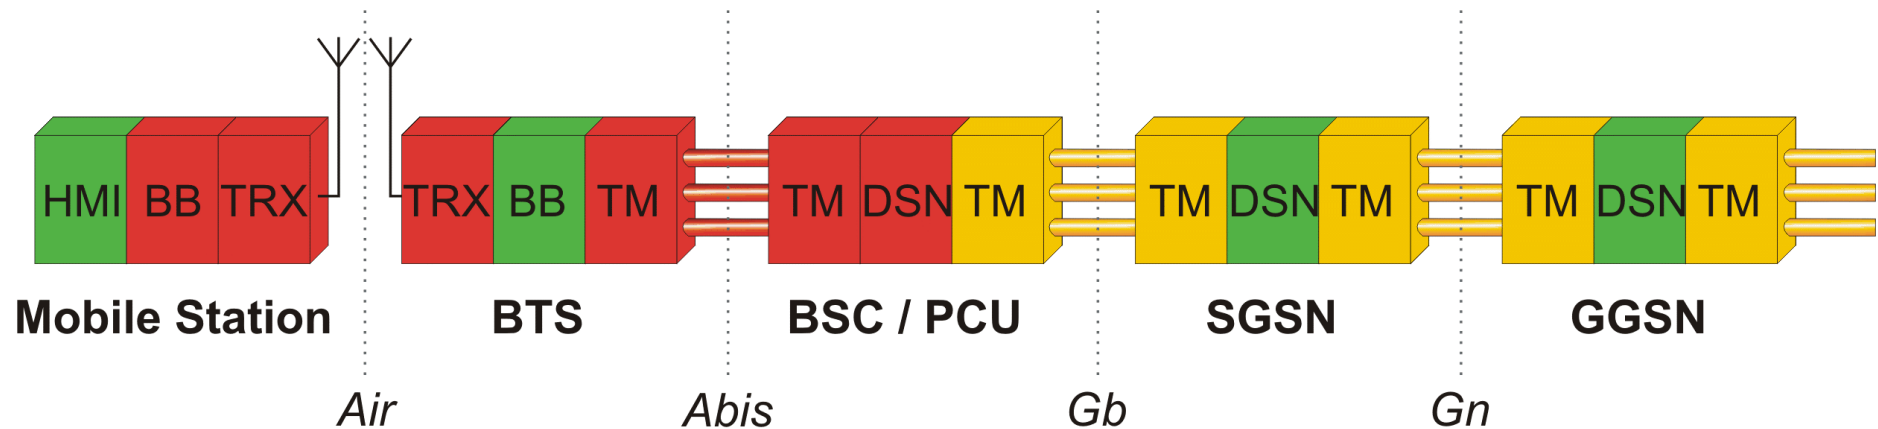 HMI BB TRX TRX BB TM TM DSN TM TM DSN TM TM DSN TM
Mobile Station BTS BSC / PCU SGSN GGSN
Air Abis Gb Gn